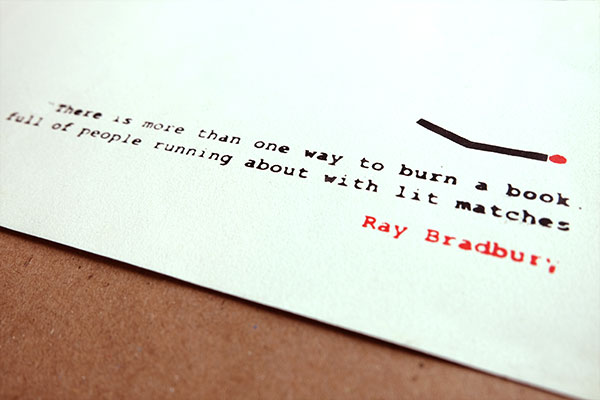 "There is more than one way to burn a book.
full of people running about with lit matches
Ray Bradbury